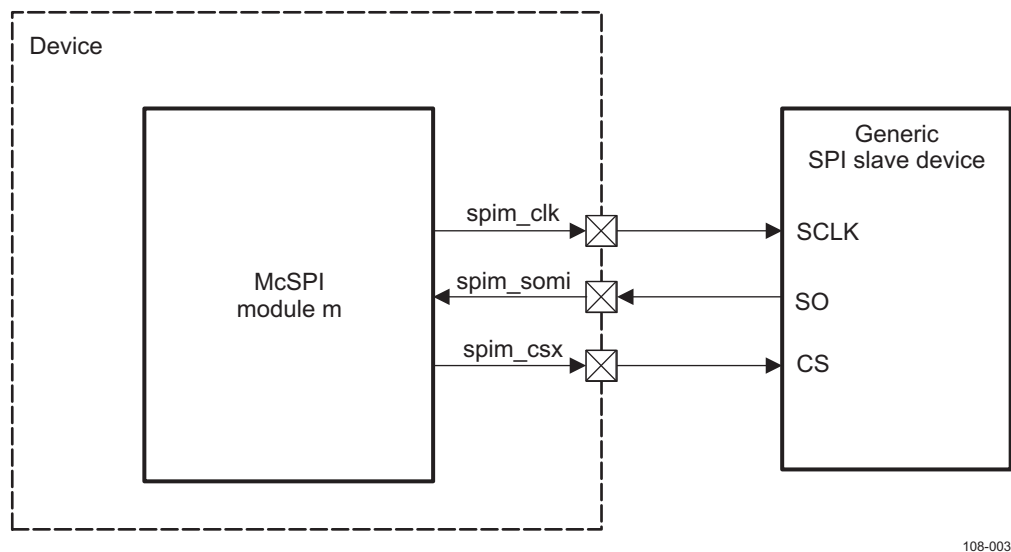 Device
McSPI
module m
spim_clk
spim_somi
spim_csx
Generic
SPI slave device
SCLK
SO
CS
108-003